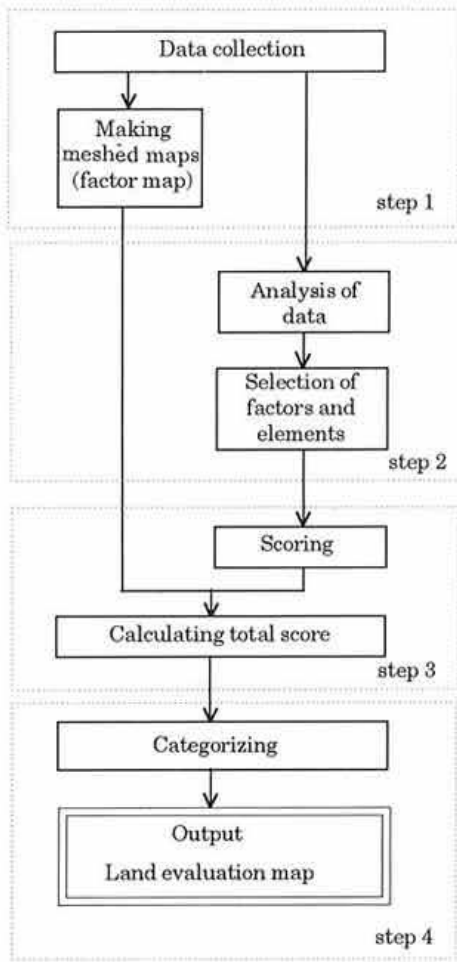 Data collection
Making
meshed maps
(factor map)
step 1
Analysis of
data
Selection of
factors and
elements
step 2
Scoring
Calculating total score
step 3
Categorizing
Output
Land evaluation map
step 4